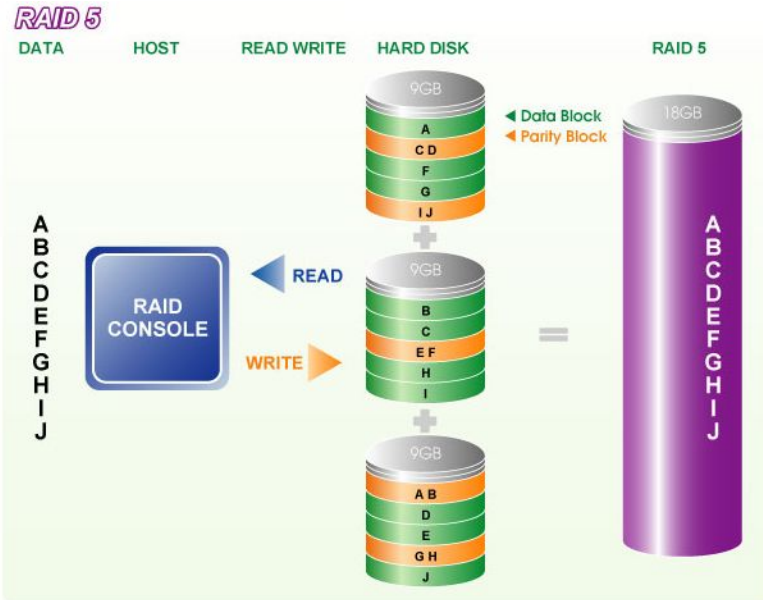 RAID 5
DATA HOST READ WRITE HARD DISK RAID 5
9GB
A
C D
F
G
I J
Data Block
Parity Block
18GB
A
B
C
D
E
F
G
H
I
J
RAID
CONSOLE
READ
WRITE
9GB
B
C
E F
H
I
9GB
A B
D
E
G H
J
A
B
C
D
E
F
G
H
I
J